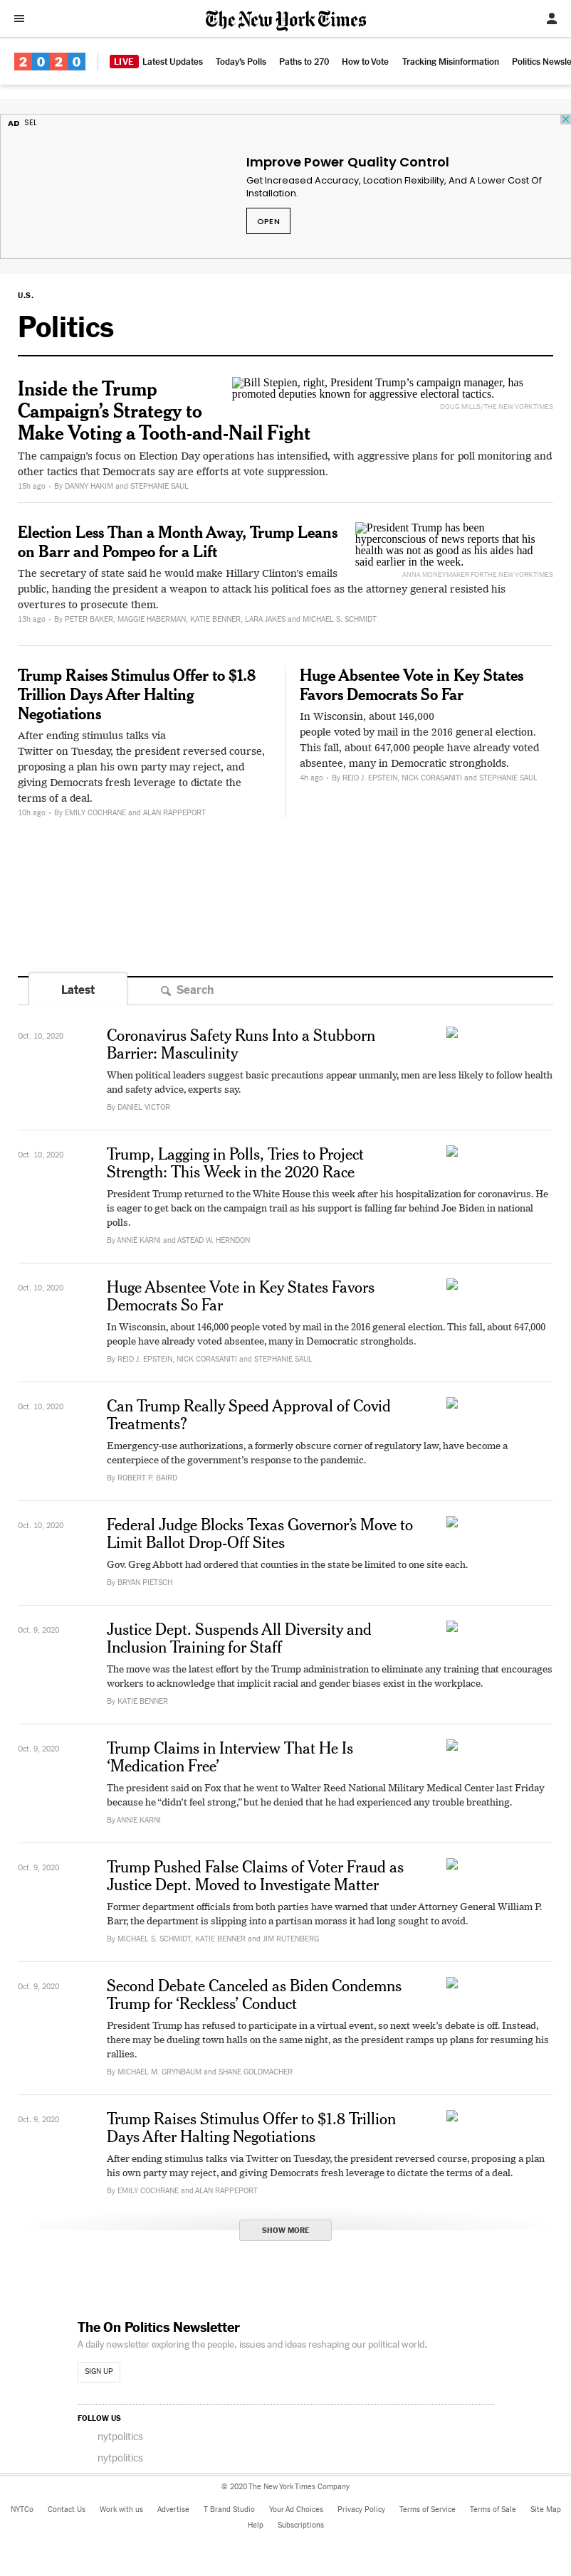 The New York Times
2020
LIVE Latest Updates Today's Polls Paths to 270 How to Vote Tracking Misinformation Politics Newsle
AD SEL
Improve Power Quality Control
Get Increased Accuracy, Location Flexibility, And A Lower Cost Of
Installation.
OPEN
U.S.
Politics
Inside the Trump
Campaign's Strategy to
Make Voting a Tooth-and-Nail Fight
Bill Stepien, right, President Trump's campaign manager, has
promoted deputies known for aggressive electoral tactics.
DOUG MILLS/THE NEW YORK TIMES
The campaign's focus on Election Day operations has intensified, with aggressive plans for poll monitoring and
other tactics that Democrats say are efforts at vote suppression.
15h ago • By DANNY HAKIM and STEPHANIE SAUL
Election Less Than a Month Away, Trump Leans
on Barr and Pompeo for a Lift
President Trump has been
hyperconscious of news reports that his
health was not as good as his aides had
said earlier in the week.
ANNA MONEYMAKER FOR THE NEW YORK TIMES
The secretary of state said he would make Hillary Clinton's emails
public, handing the president a weapon to attack his political foes as the attorney general resisted his
overtures to prosecute them.
13h ago • By PETER BAKER, MAGGIE HABERMAN, KATIE BENNER, LARA JAKES and MICHAEL S. SCHMIDT
Trump Raises Stimulus Offer to $1.8
Trillion Days After Halting
Negotiations
After ending stimulus talks via
Twitter on Tuesday, the president reversed course,
proposing a plan his own party may reject, and
giving Democrats fresh leverage to dictate the
terms of a deal.
10h ago • By EMILY COCHRANE and ALAN RAPPEPORT
Huge Absentee Vote in Key States
Favors Democrats So Far
In Wisconsin, about 146,000
people voted by mail in the 2016 general election.
This fall, about 647,000 people have already voted
absentee, many in Democratic strongholds.
4h ago • By REID J. EPSTEIN, NICK CORASANITI and STEPHANIE SAUL
Latest Search
Oct. 10, 2020
Coronavirus Safety Runs Into a Stubborn
Barrier: Masculinity
When political leaders suggest basic precautions appear unmanly, men are less likely to follow health
and safety advice, experts say.
By DANIEL VICTOR
Oct. 10, 2020
Trump, Lagging in Polls, Tries to Project
Strength: This Week in the 2020 Race
President Trump returned to the White House this week after his hospitalization for coronavirus. He
is eager to get back on the campaign trail as his support is falling far behind Joe Biden in national
polls.
By ANNIE KARNI and ASTEAD W. HERNDON
Oct. 10, 2020
Huge Absentee Vote in Key States Favors
Democrats So Far
In Wisconsin, about 146,000 people voted by mail in the 2016 general election. This fall, about 647,000
people have already voted absentee, many in Democratic strongholds.
By REID J. EPSTEIN, NICK CORASANITI and STEPHANIE SAUL
Oct. 10, 2020
Can Trump Really Speed Approval of Covid
Treatments?
Emergency-use authorizations, a formerly obscure corner of regulatory law, have become a
centerpiece of the government's response to the pandemic.
By ROBERT P. BAIRD
Oct. 10, 2020
Federal Judge Blocks Texas Governor's Move to
Limit Ballot Drop-Off Sites
Gov. Greg Abbott had ordered that counties in the state be limited to one site each.
By BRYAN PIETSCH
Oct. 9, 2020
Justice Dept. Suspends All Diversity and
Inclusion Training for Staff
The move was the latest effort by the Trump administration to eliminate any training that encourages
workers to acknowledge that implicit racial and gender biases exist in the workplace.
By KATIE BENNER
Oct. 9, 2020
Trump Claims in Interview That He Is
'Medication Free'
The president said on Fox that he went to Walter Reed National Military Medical Center last Friday
because he "didn't feel strong," but he denied that he had experienced any trouble breathing.
By ANNIE KARNI
Oct. 9, 2020
Trump Pushed False Claims of Voter Fraud as
Justice Dept. Moved to Investigate Matter
Former department officials from both parties have warned that under Attorney General William P.
Barr, the department is slipping into a partisan morass it had long sought to avoid.
By MICHAEL S. SCHMIDT, KATIE BENNER and JIM RUTENBERG
Oct. 9, 2020
Second Debate Canceled as Biden Condemns
Trump for 'Reckless' Conduct
President Trump has refused to participate in a virtual event, so next week's debate is off. Instead,
there may be dueling town halls on the same night, as the president ramps up plans for resuming his
rallies.
By MICHAEL M. GRYNBAUM and SHANE GOLDMACHER
Oct. 9, 2020
Trump Raises Stimulus Offer to $1.8 Trillion
Days After Halting Negotiations
After ending stimulus talks via Twitter on Tuesday, the president reversed course, proposing a plan
his own party may reject, and giving Democrats fresh leverage to dictate the terms of a deal.
By EMILY COCHRANE and ALAN RAPPEPORT
SHOW MORE
The On Politics Newsletter
A daily newsletter exploring the people, issues and ideas reshaping our political world.
SIGN UP
FOLLOW US
nytpolitics
nytpolitics
© 2020 The New York Times Company
NYTCo Contact Us Work with us Advertise T Brand Studio Your Ad Choices Privacy Policy Terms of Service Terms of Sale Site Map
Help Subscriptions